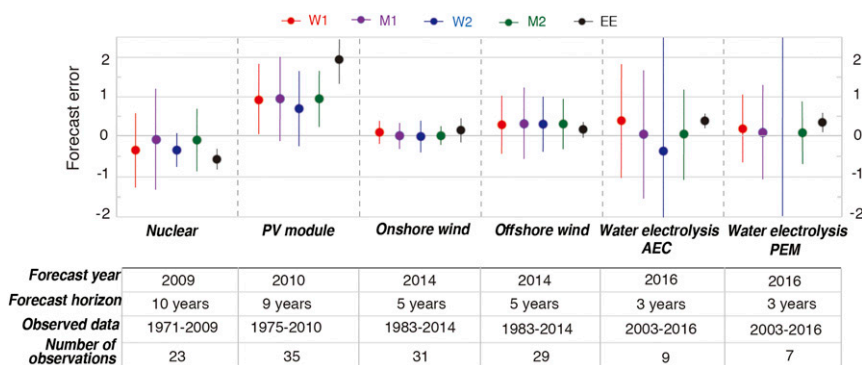 W1 M1 W2 M2 EE
Forecast error
2 2
1 1
0 0
-1 -1
-2 -2
Nuclear PV module Onshore wind Offshore wind Water electrolysis AEC Water electrolysis PEM
Forecast year 2009 2010 2014 2014 2016 2016
Forecast horizon 10 years 9 years 5 years 5 years 3 years 3 years
Observed data 1971-2009 1975-2010 1983-2014 1983-2014 2003-2016 2003-2016
Number of observations 23 35 31 29 9 7